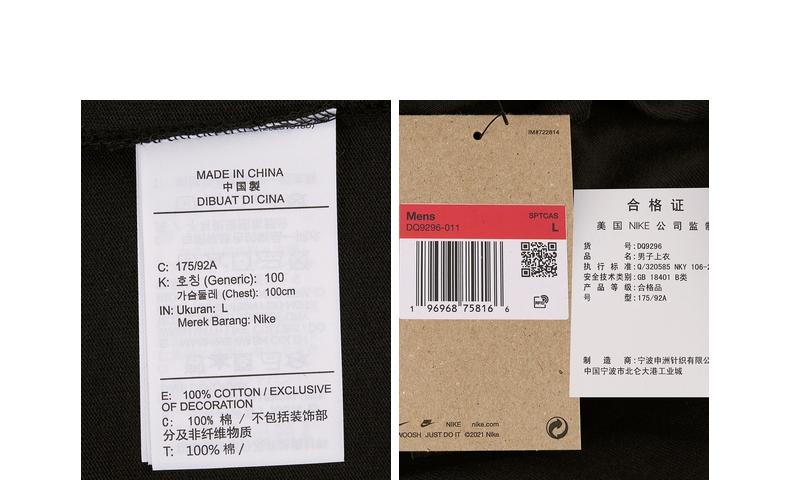 MADE IN CHINA
中国製
DIBUAT DI CINA
C: 175/92A
K: 호칭 (Generic): 100
가슴둘레 (Chest): 100cm
IN: Ukuran: L
Merek Barang: Nike
E: 100% COTTON / EXCLUSIVE
OF DECORATION
C: 100% 棉 / 不包括装饰部
分及非纤维物质
T: 100% 棉 /
IM#722814
Mens
SPTCAS
DQ9296-011
L
1 96968 75816 6
NIKE nike.com
WOOSH JUST DO IT ©2021 Nike
合格证
美国 NIKE 公司监制
货号:DQ9296
品名:男子上衣
执行标准:Q/320585 NKY 106-2
安全技术类别:GB 18401 B类
产品等级:合格品
号型:175/92A
制造商:宁波申洲针织有限公
中国宁波市北仑大港工业城